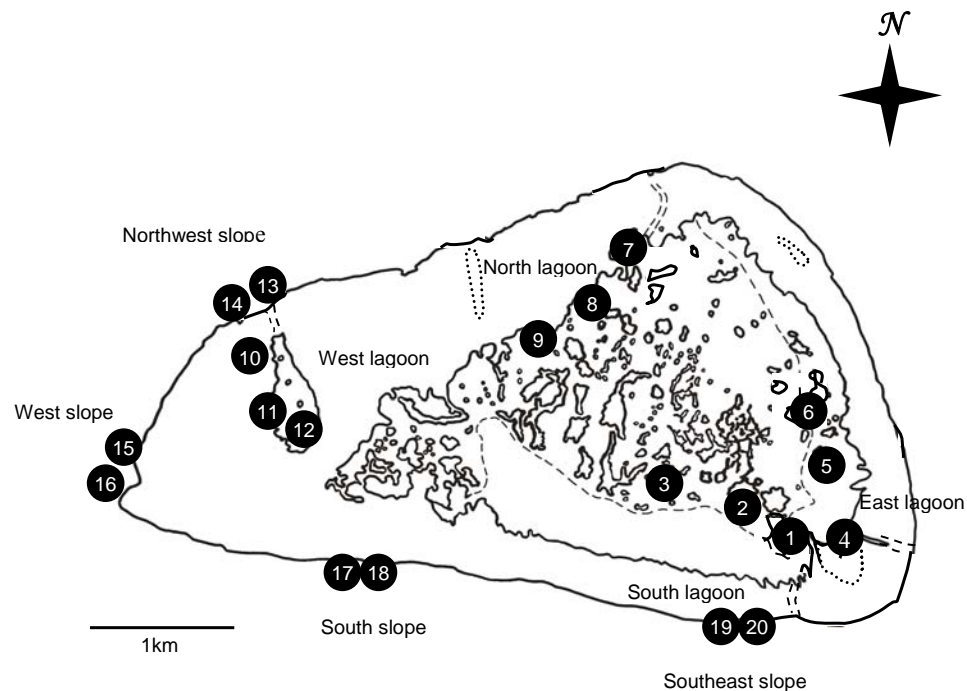 N
Northwest slope
13
14
7
North lagoon
8
9
10
West lagoon
11
12
6
West slope
15
16
5
3
2
East lagoon
1
4
17
18
South lagoon
19
20
South slope
1km
Southeast slope